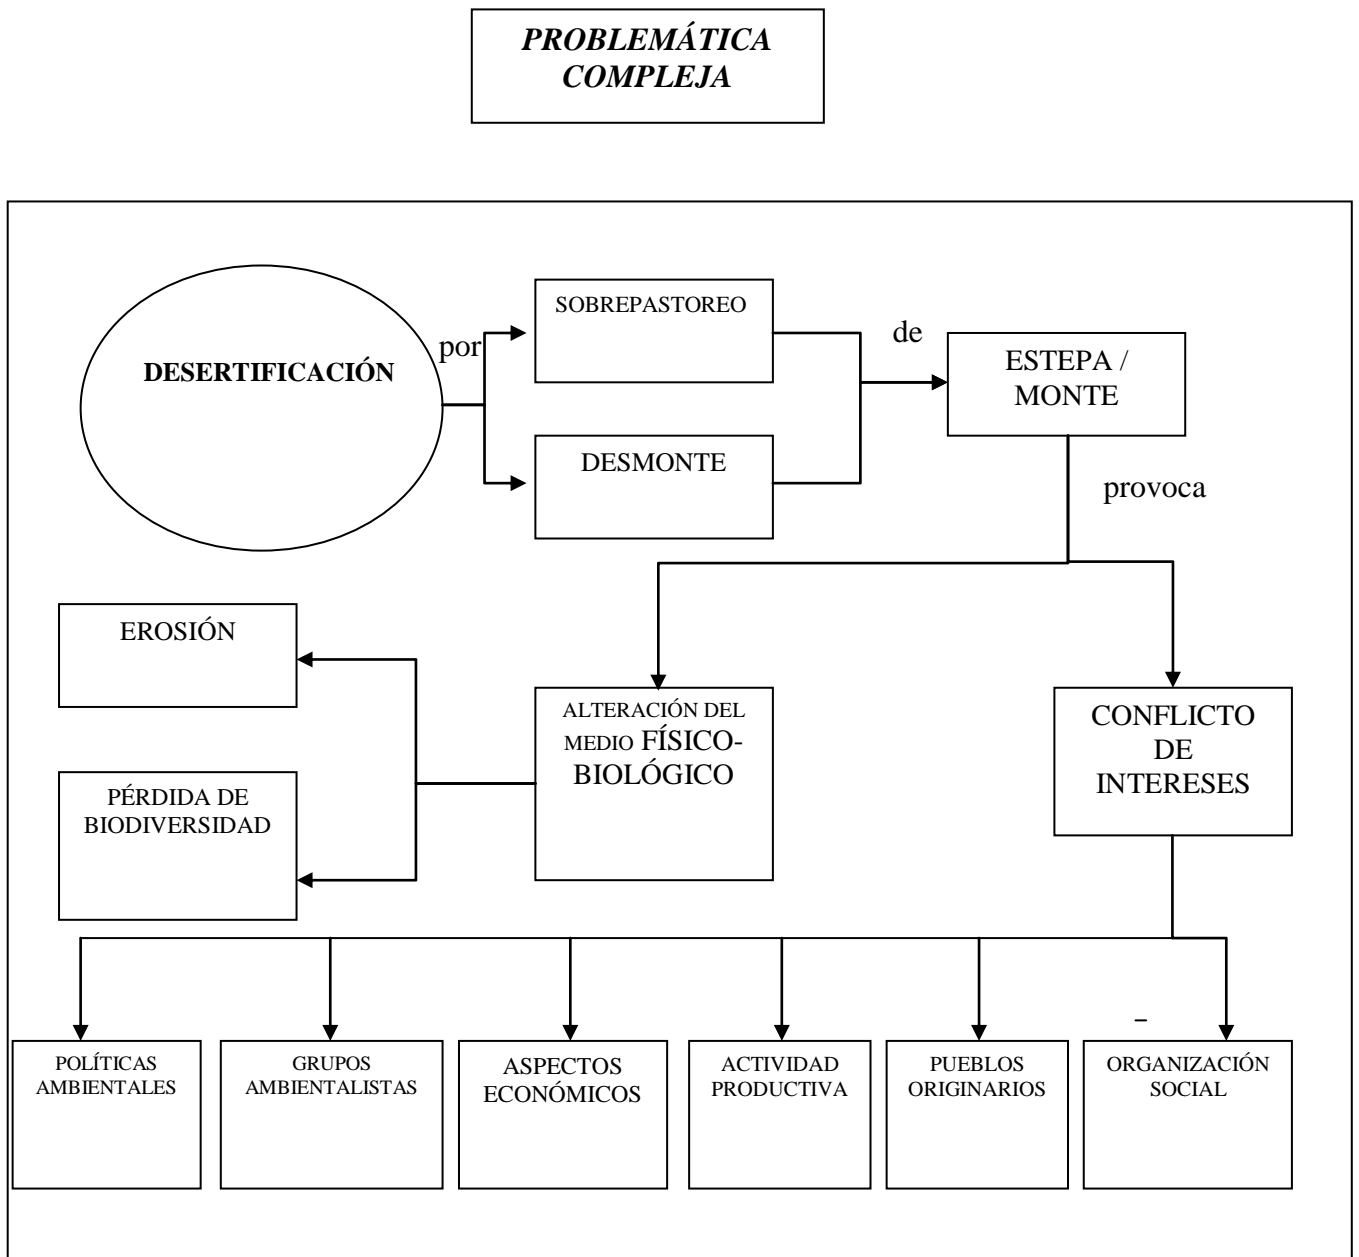 PROBLEMÁTICA
COMPLEJA
DESERTIFICACIÓN
por
SOBREPASTOREO
DESMONTE
de
ESTEPA /
MONTE
provoca
EROSIÓN
PÉRDIDA DE
BIODIVERSIDAD
ALTERACIÓN DEL
MEDIO FÍSICO-
BIOLÓGICO
CONFLICTO
DE
INTERESES
POLÍTICAS
AMBIENTALES
GRUPOS
AMBIENTALISTAS
ASPECTOS
ECONÓMICOS
ACTIVIDAD
PRODUCTIVA
PUEBLOS
ORIGINARIOS
ORGANIZACIÓN
SOCIAL